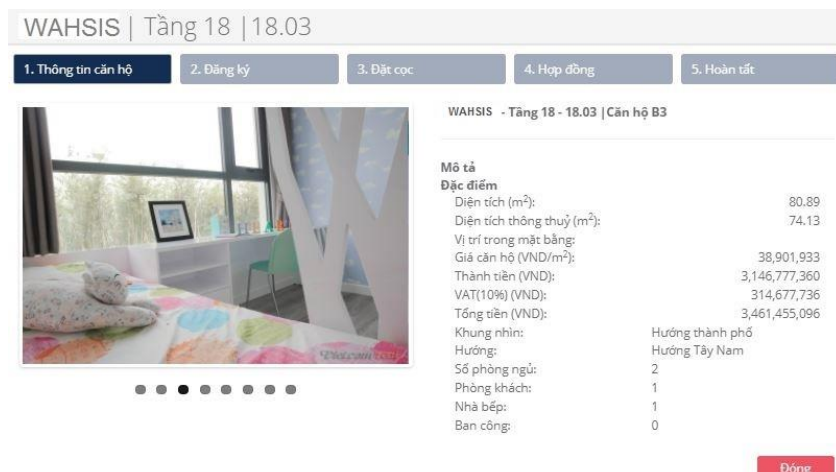 WAHSIS | Tầng 18 |18.03
1. Thông tin căn hộ
2. Đăng ký
3. Đặt cọc
4. Hợp đồng
5. Hoàn tất
WAHSIS - Tầng 18 - 18.03 |Căn hộ B3
Mô tả
Đặc điểm
Diện tích (m²): 80.89
Diện tích thông thuỷ (m²): 74.13
Vị trí trong mặt bằng:
Giá căn hộ (VND/m²): 38,901,933
Thành tiền (VND): 3,146,777,360
VAT(10%) (VND): 314,677,736
Tổng tiền (VND): 3,461,455,096
Khung nhìn: Hướng thành phố
Hướng: Hướng Tây Nam
Số phòng ngủ: 2
Phòng khách: 1
Nhà bếp: 1
Ban công: 0
Đóng